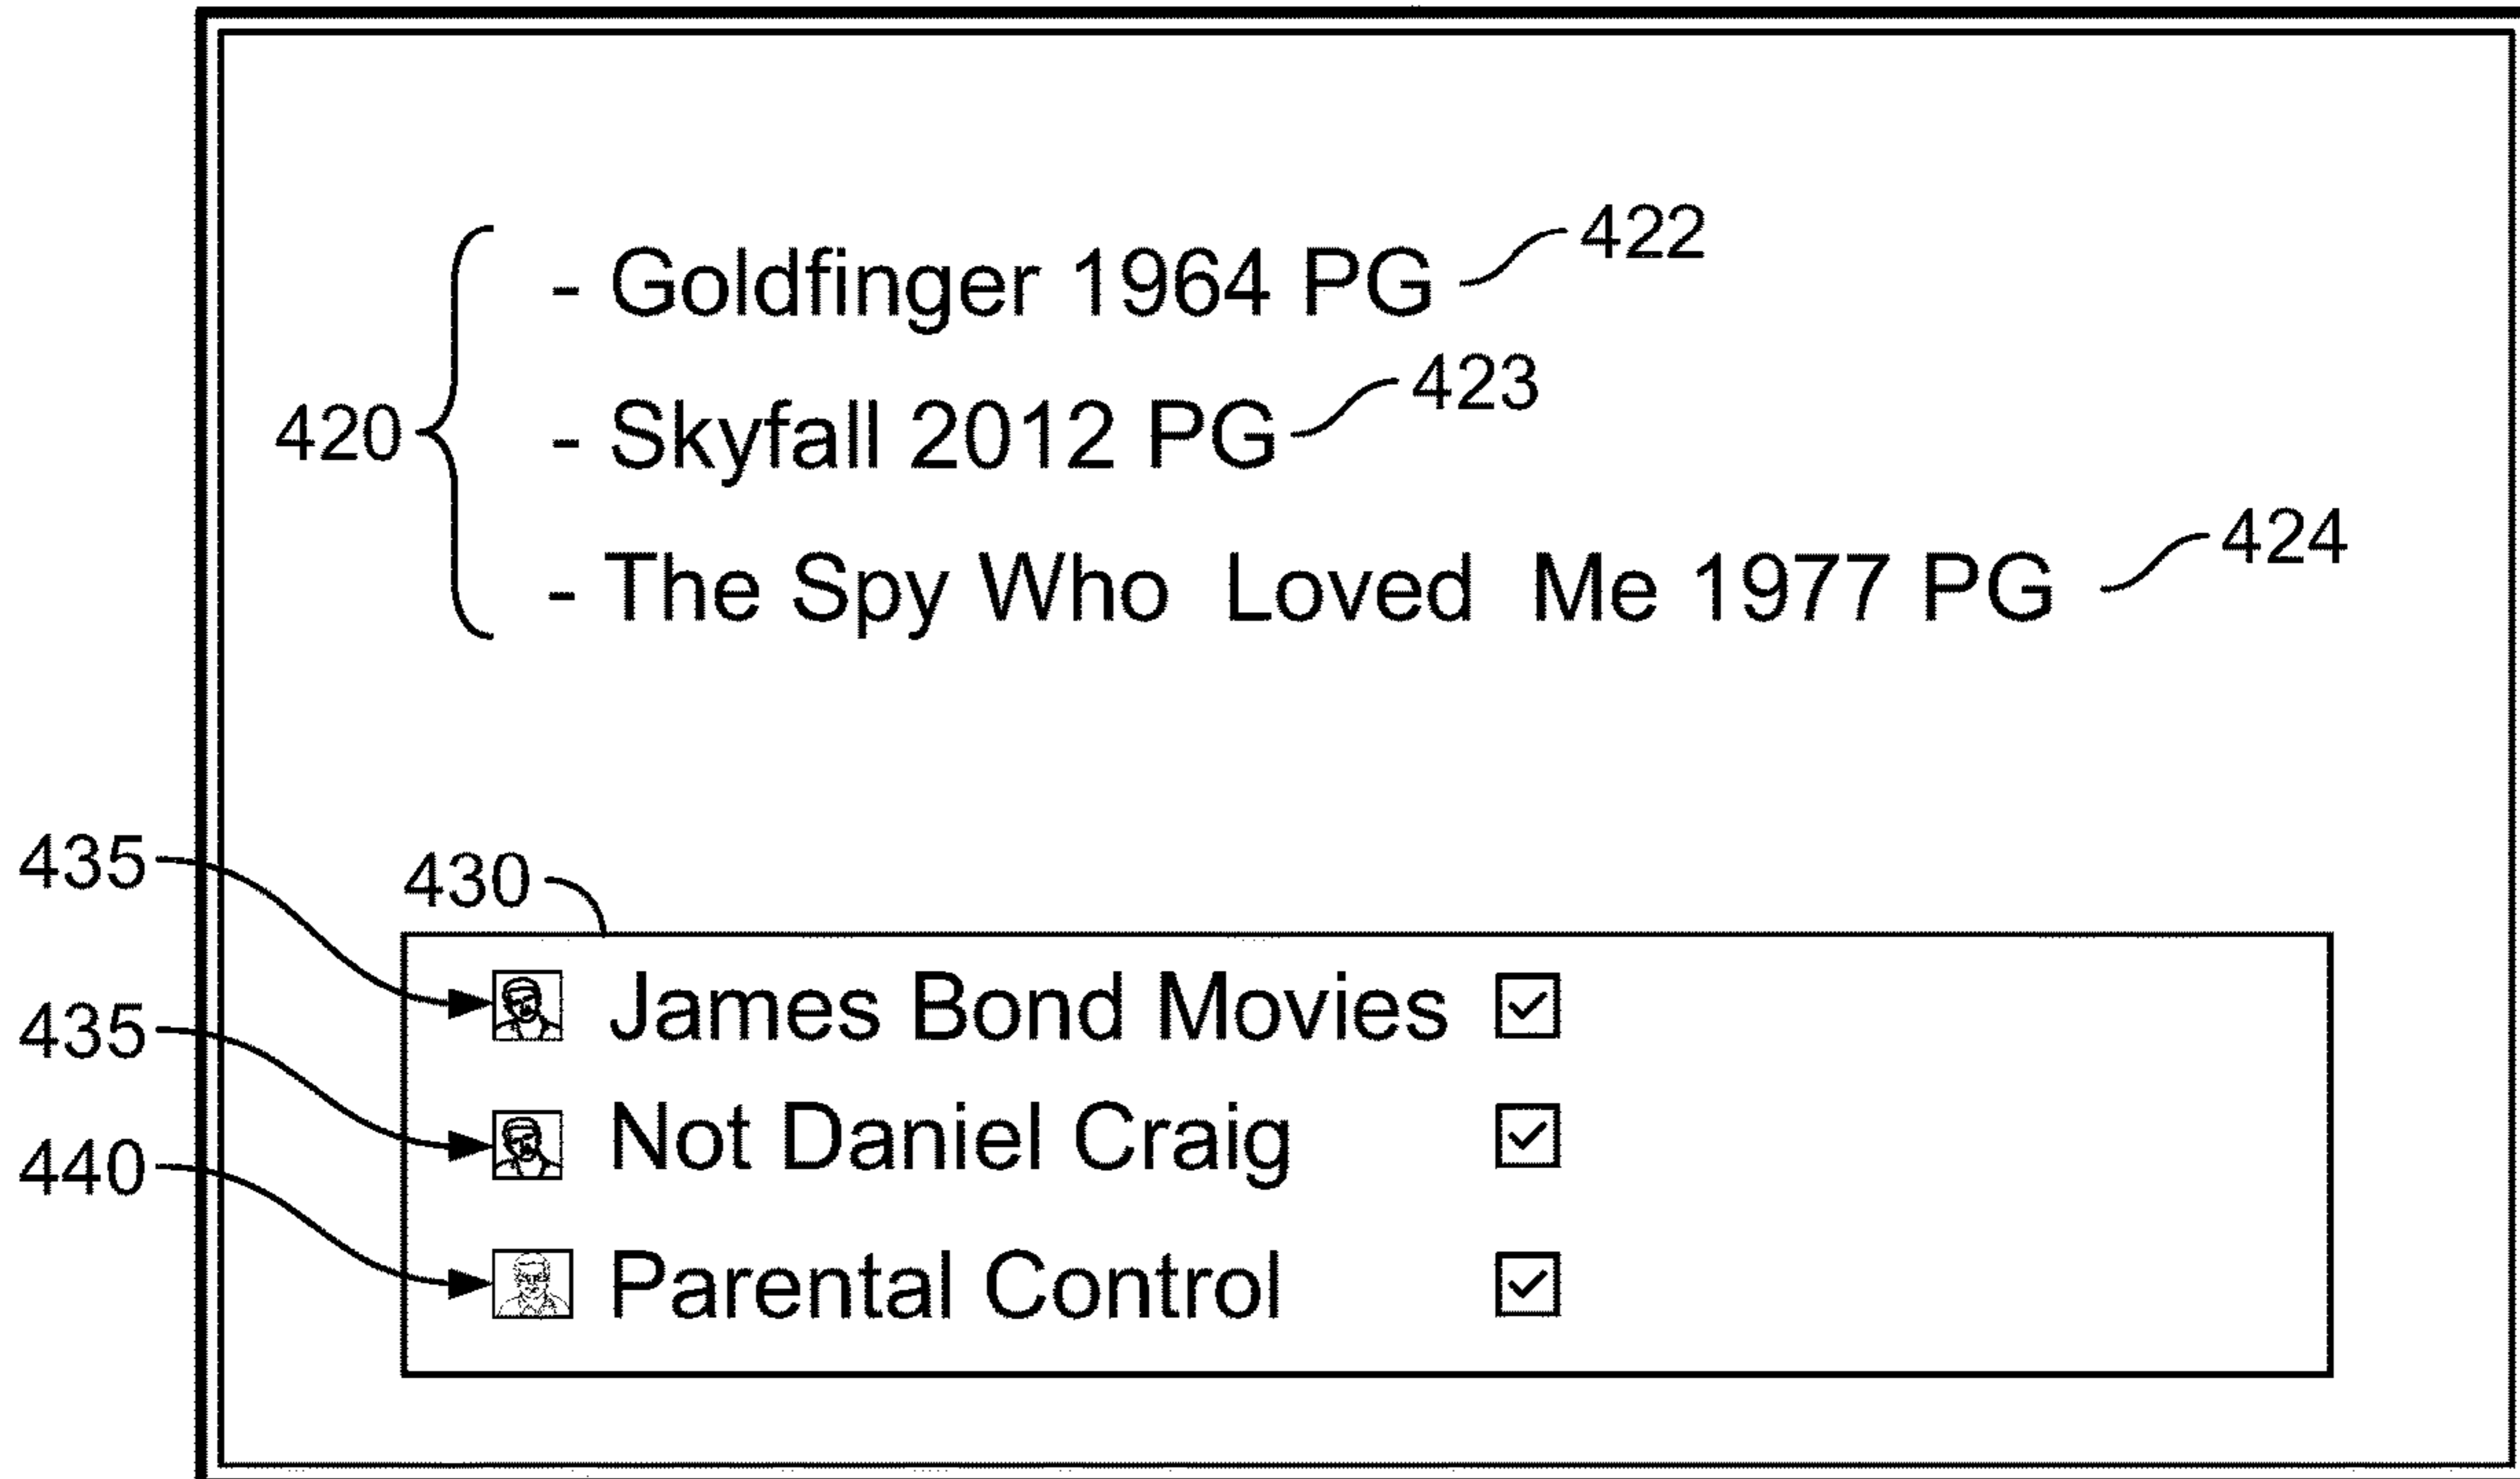 422
- Goldfinger 1964 PG
423
- Skyfall 2012 PG
420
424
- The Spy Who Loved Me 1977 PG
435
430
James Bond Movies
435
Not Daniel Craig
440
Parental Control